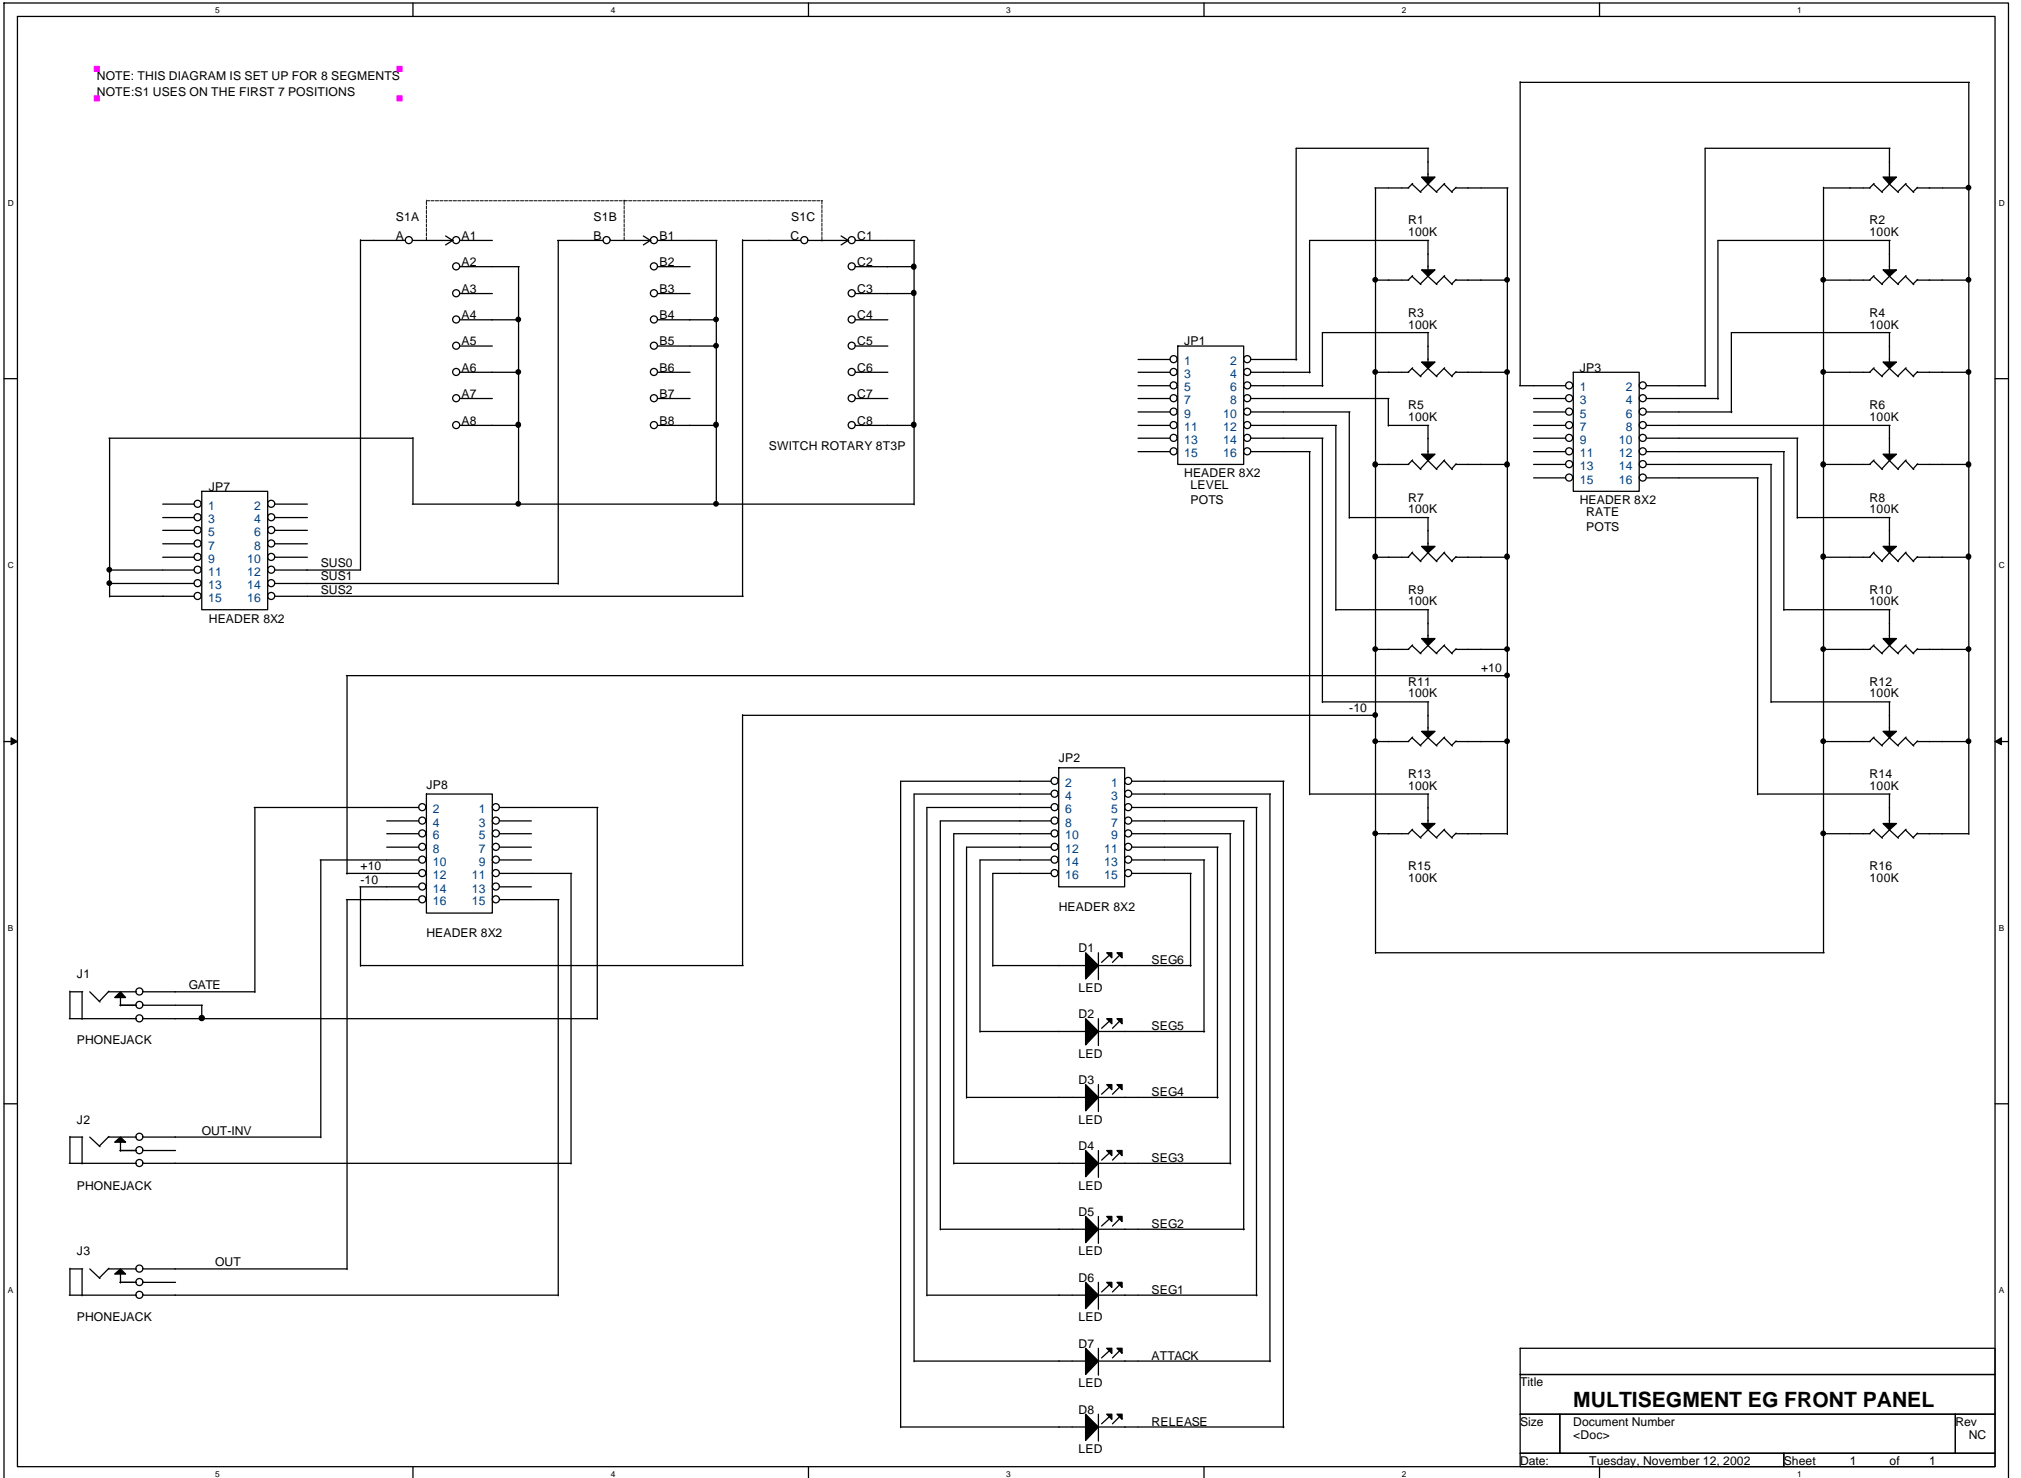 5 4 3 2 1
NOTE: THIS DIAGRAM IS SET UP FOR 8 SEGMENTS
NOTE:S1 USES ON THE FIRST 7 POSITIONS
D
D
S1A
A
A1
A2
A3
A4
A5
A6
A7
A8
S1B
B
B1
B2
B3
B4
B5
B6
B7
B8
S1C
C
C1
C2
C3
C4
C5
C6
C7
C8
SWITCH ROTARY 8T3P
JP7
1 2
3 4
5 6
7 8
9 10
11 12
13 14
15 16
HEADER 8X2
SUS0
SUS1
SUS2
C
C
JP1
1 2
3 4
5 6
7 8
9 10
11 12
13 14
15 16
HEADER 8X2
LEVEL
POTS
R1
100K
R3
100K
R5
100K
R7
100K
R9
100K
R11
100K
R13
100K
R15
100K
+10
-10
JP3
1 2
3 4
5 6
7 8
9 10
11 12
13 14
15 16
HEADER 8X2
RATE
POTS
R2
100K
R4
100K
R6
100K
R8
100K
R10
100K
R12
100K
R14
100K
R16
100K
JP8
2 1
4 3
6 5
8 7
10 9
12 11
14 13
16 15
+10
-10
HEADER 8X2
B
B
J1
GATE
PHONEJACK
J2
OUT-INV
PHONEJACK
J3
OUT
PHONEJACK
JP2
2 1
4 3
6 5
8 7
10 9
12 11
14 13
16 15
HEADER 8X2
D1
SEG6
LED
D2
SEG5
LED
D3
SEG4
LED
D4
SEG3
LED
D5
SEG2
LED
D6
SEG1
LED
D7
ATTACK
LED
D8
RELEASE
LED
A
A
Title
MULTISEGMENT EG FRONT PANEL
Size Document Number Rev
<Doc> NC
Date: Tuesday, November 12, 2002 Sheet 1 of 1
5 4 3 2 1